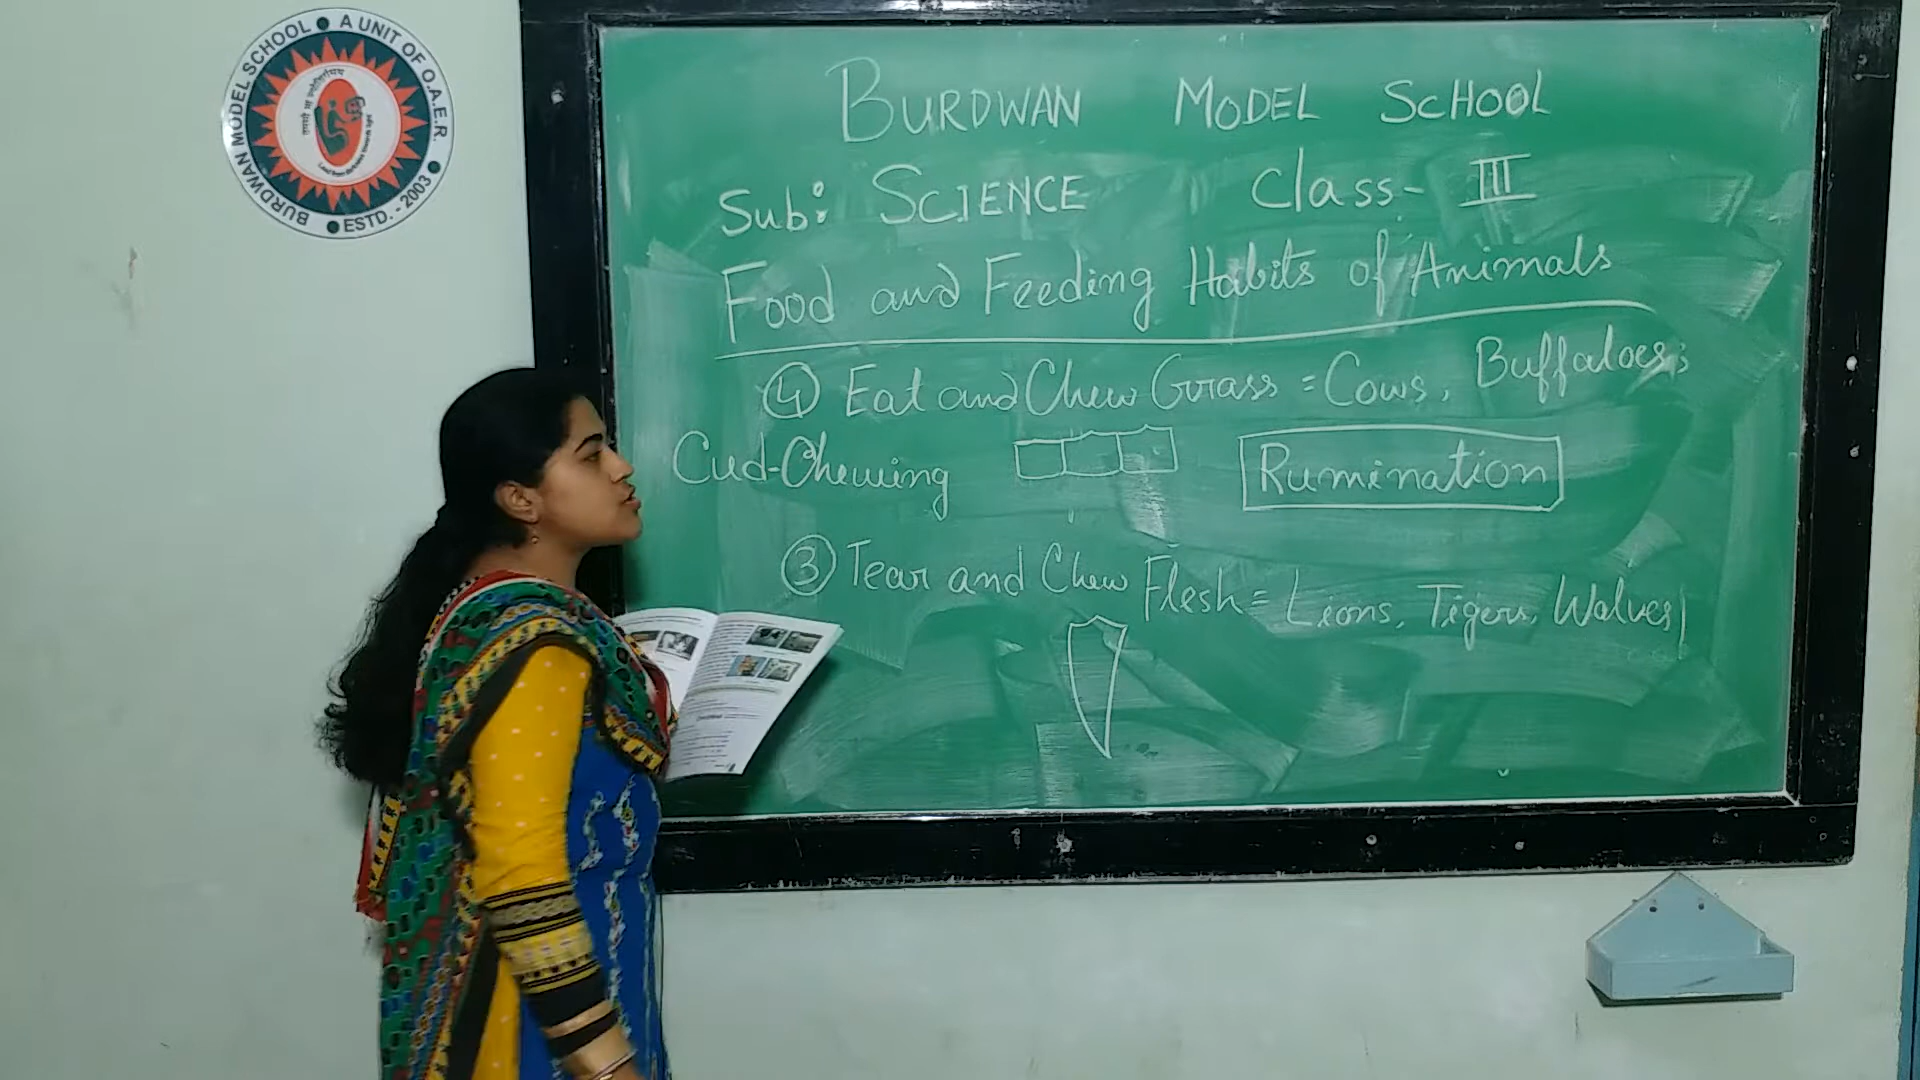 BURDWAN MODEL SCHOOL
Sub: SCIENCE Class- III
Food and Feeding Habits of Animals
④ Eat and Chew Grass = Cows, Buffaloes,
Cud-Chewing Rumination
③ Tear and Chew Flesh = Lions, Tigers, Wolves
BURDWAN MODEL SCHOOL • A UNIT OF O.A.E.R. • ESTD. - 2003 •